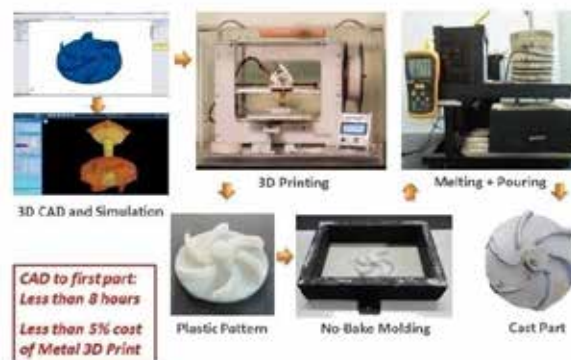 3D Printing
Melting + Pouring
3D CAD and Simulation
Plastic Pattern
No-Bake Molding
Cast Part
CAD to first part:
Less than 8 hours
Less than 5% cost
of Metal 3D Print